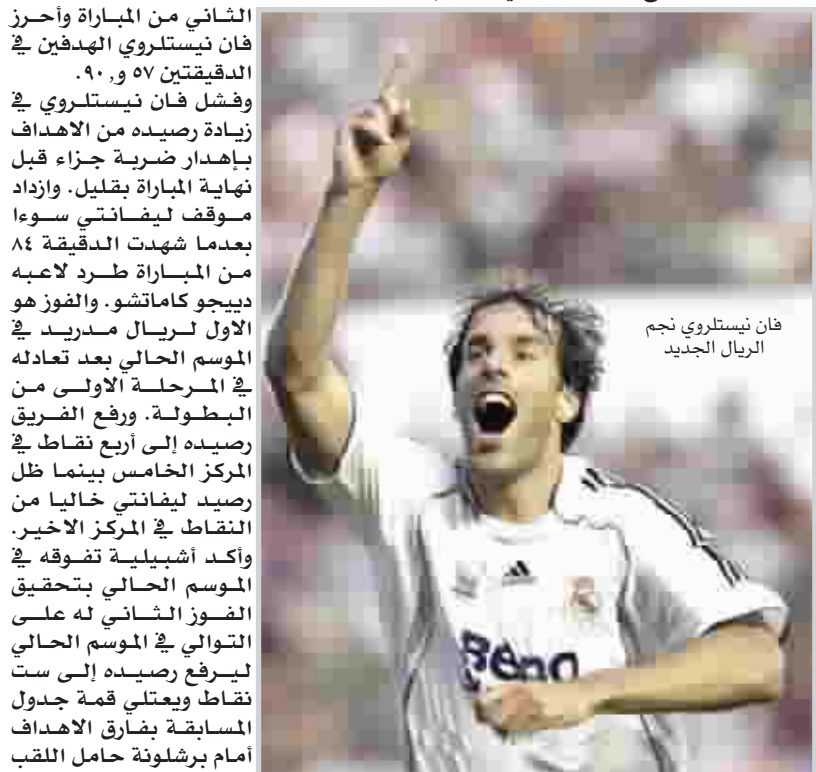 الثاني من المباراة وأحرز
فان نيستلروي الهدفين في
الدقيقتين ٥٧ و٩٠,.
وفشل فان نيستلروي في
زيادة رصيده من الاهداف
بإهدار ضربة جزاء قبل
نهاية المباراة بقليل. وازداد
موقف ليفانتي سوءا
بعدما شهدت الدقيقة ٨٤
من المباراة طرد لاعبه
دييجو كاماتشو. والفوز هو
الاول لريال مدريد في
الموسم الحالي بعد تعادله
في المرحلة الاولى من
البطولة. ورفع الفريق
رصيده إلى أربع نقاط في
المركز الخامس بينما ظل
رصيد ليفانتي خاليا من
النقاط في المركز الاخير.
وأكد أشبيلية تفوقه في
الموسم الحالي بتحقيق
الفوز الثاني له على
التوالي في الموسم الحالي
ليرفع رصيده إلى ست
نقاط ويعتلي قمة جدول
المسابقة بفارق الاهداف
أمام برشلونة حامل اللقب
فان نيستلروي نجم
الريال الجديد
adidas
BenQ